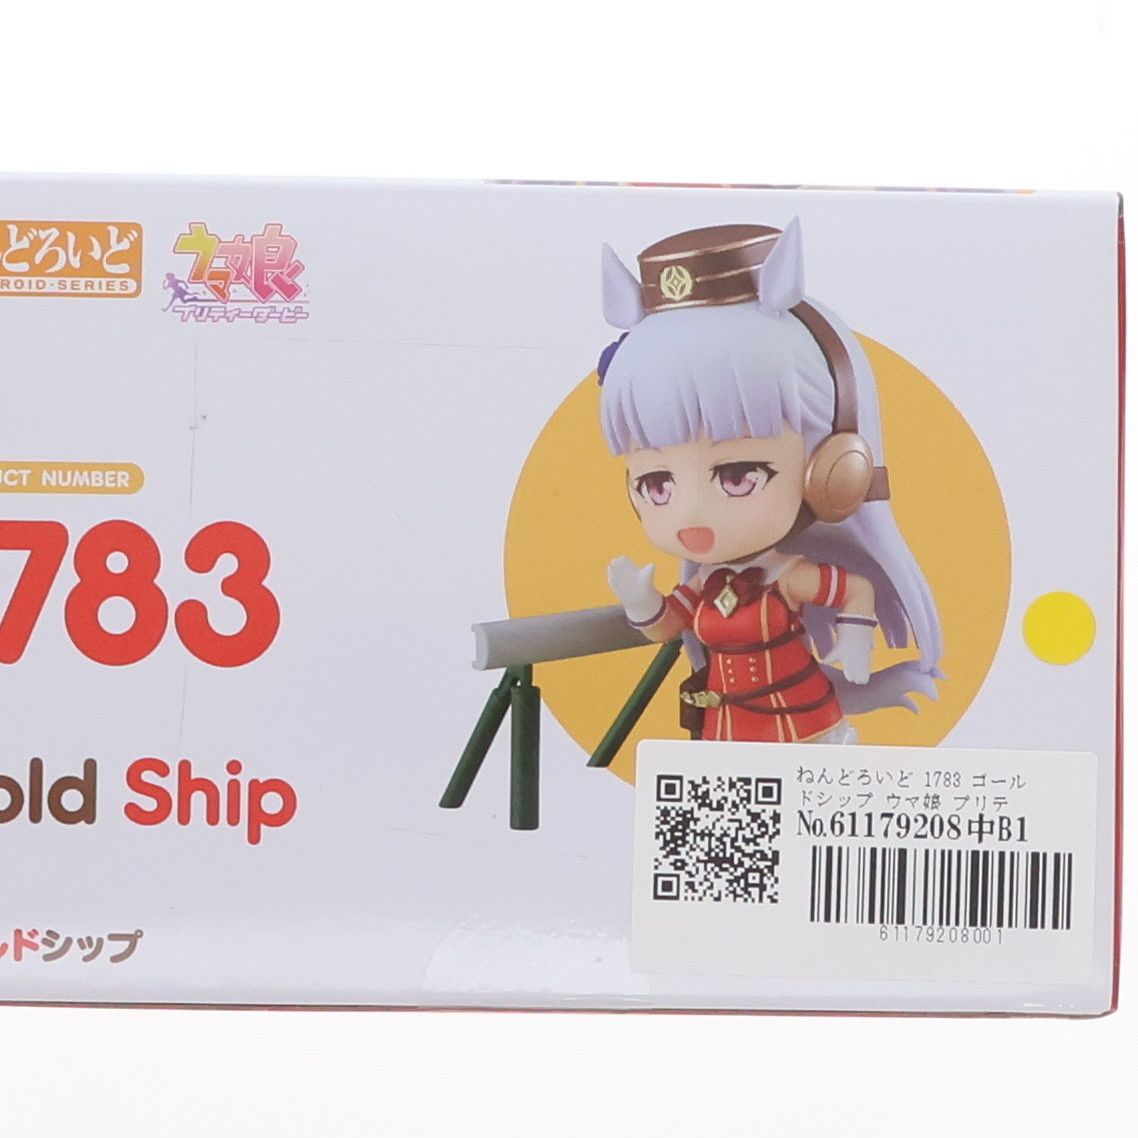 どろいど
ROID・SERIES
ウマ娘
プリティーダービー
UCT NUMBER
783
old Ship
ルドシップ
ねんどろいど 1783 ゴール
ドシップ ウマ娘 プリテ
No.61179208中B1
61179208001